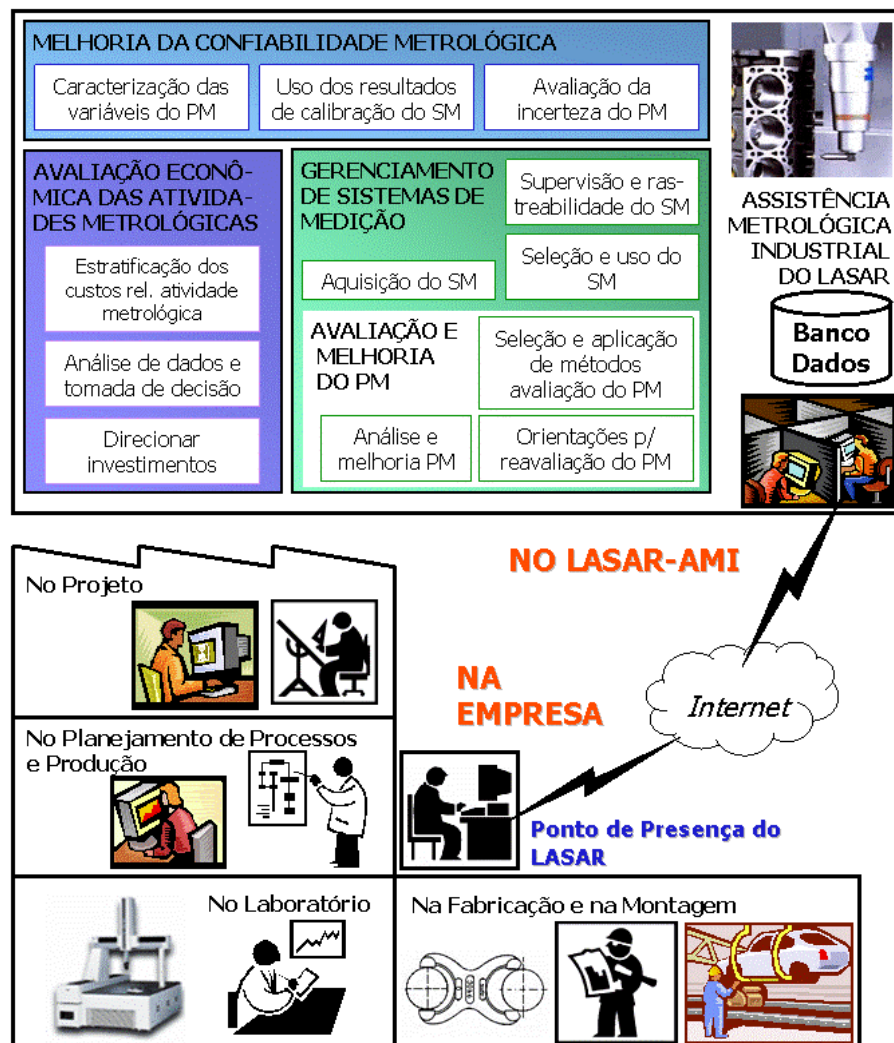 MELHORIA DA CONFIABILIDADE METROLÓGICA
Caracterização das
variáveis do PM
Uso dos resultados
de calibração do SM
Avaliação da
incerteza do PM
AVALIAÇÃO ECONÔ-
MICA DAS ATIVIDA-
DES METROLÓGICAS
Estratificação dos
custos rel. atividade
metrológica
Análise de dados e
tomada de decisão
Direcionar
investimentos
GERENCIAMENTO
DE SISTEMAS DE
MEDIÇÃO
Supervisão e ras-
treabilidade do SM
Aquisição do SM
Seleção e uso do
SM
AVALIAÇÃO E
MELHORIA
DO PM
Seleção e aplicação
de métodos
avaliação do PM
Análise e
melhoria PM
Orientações p/
reavaliação do PM
ASSISTÊNCIA
METROLÓGICA
INDUSTRIAL
DO LASAR
Banco
Dados
NO LASAR-AMI
No Projeto
NA
EMPRESA
Internet
No Planejamento de Processos
e Produção
Ponto de Presença do
LASAR
No Laboratório
Na Fabricação e na Montagem